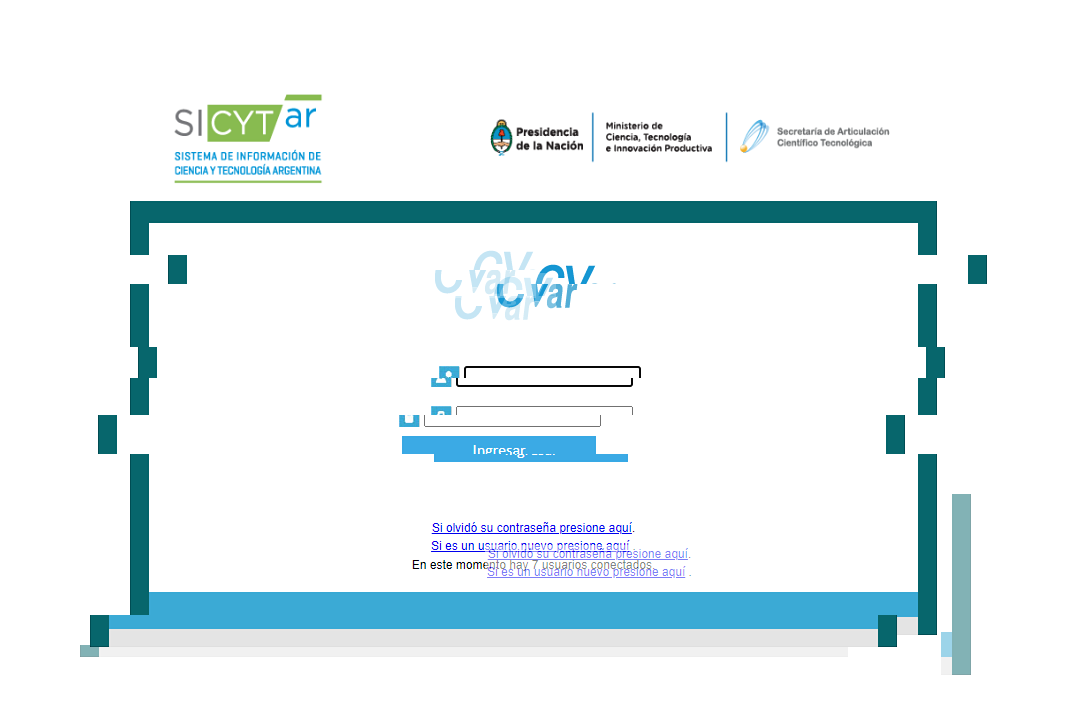 SICYTar
SISTEMA DE INFORMACIÓN DE
CIENCIA Y TECNOLOGÍA ARGENTINA
Presidencia
de la Nación
Ministerio de
Ciencia, Tecnología
e Innovación Productiva
Secretaría de Articulación
Científico Tecnológica
CVar
CVar
CVar
Ingresar
Si olvidó su contraseña presione aquí.
Si es un usuario nuevo presione aquí
Si olvidó su contraseña presione aquí.
En este momento hay 7 usuarios conectados.
Si es un usuario nuevo presione aquí .